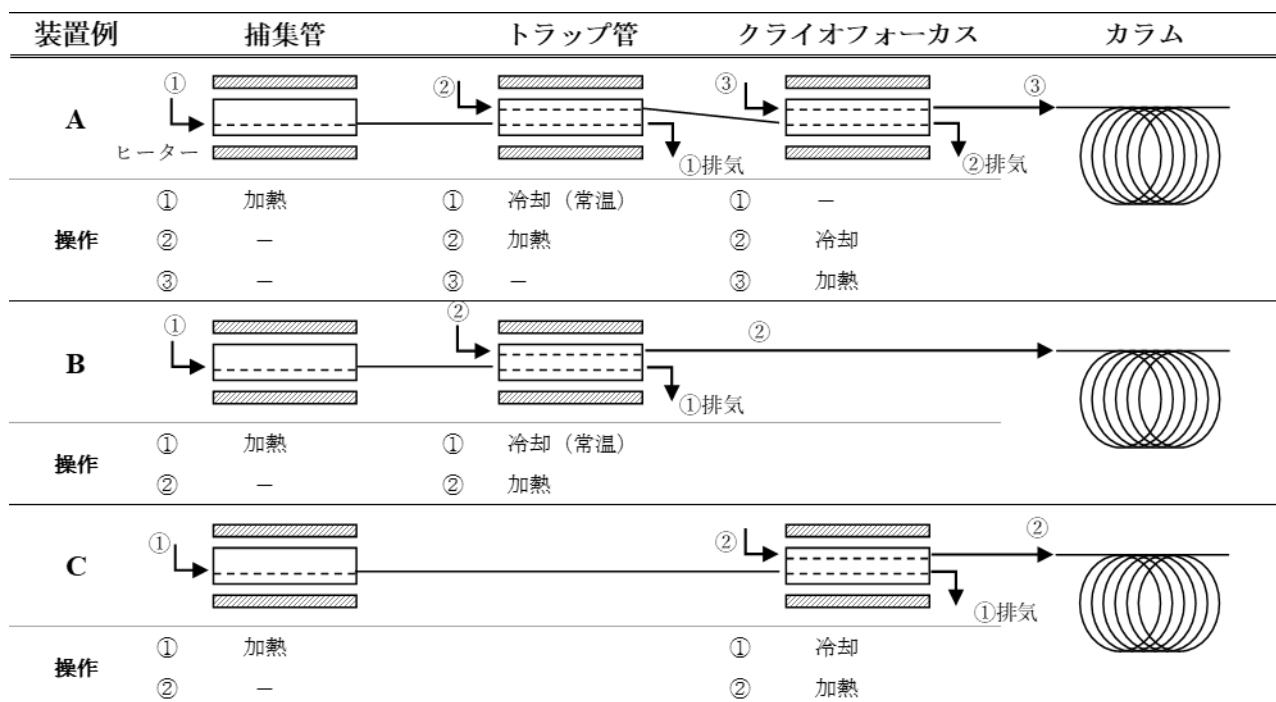 装置例 捕集管 トラップ管 クライオフォーカス カラム
① ② ③ ③
A
ヒーター ①排気 ②排気
① 加熱 ① 冷却（常温） ① －
操作 ② － ② 加熱 ② 冷却
③ － ③ － ③ 加熱
① ② ②
B
①排気
① 加熱 ① 冷却（常温）
操作
② － ② 加熱
① ② ②
C
①排気
① 加熱 ① 冷却
操作
② － ② 加熱